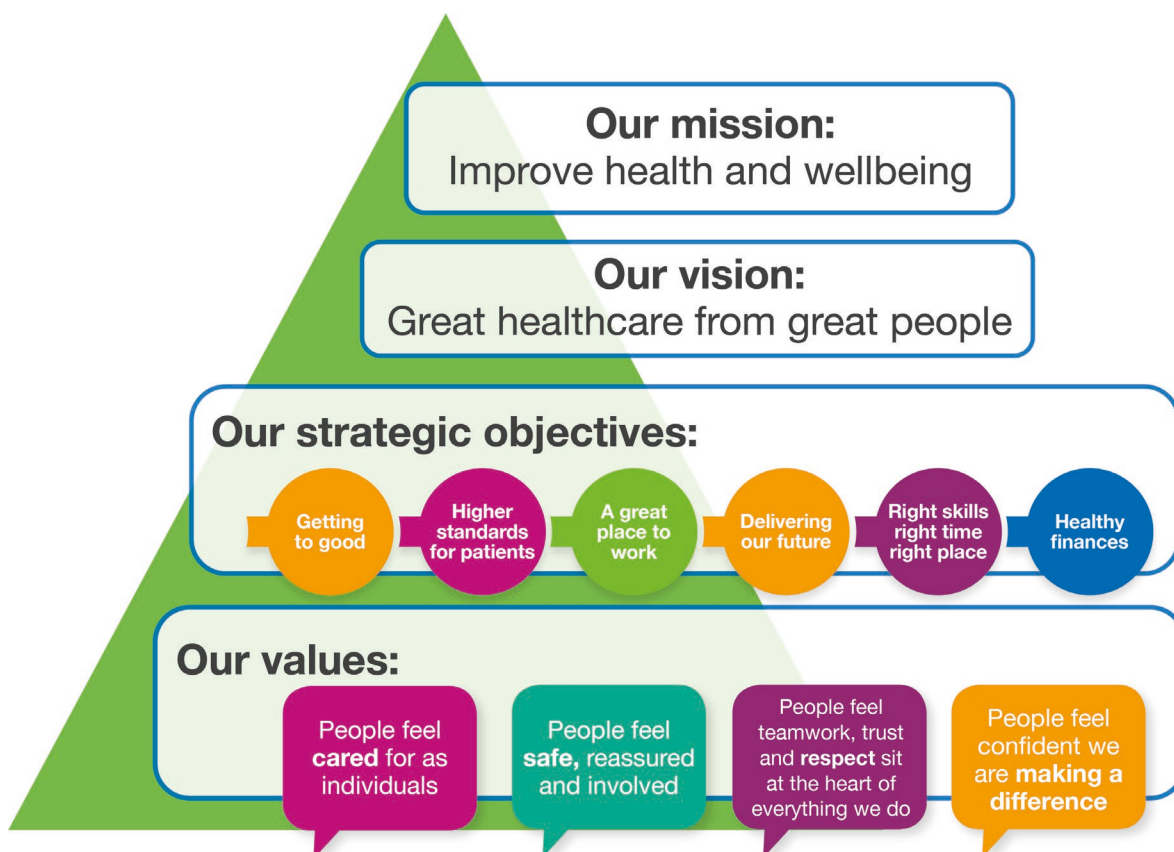 Our mission:
Improve health and wellbeing
Our vision:
Great healthcare from great people
Our strategic objectives:
Getting
to good
Higher
standards
for patients
A great
place to
work
Delivering
our future
Right skills
right time
right place
Healthy
finances
Our values:
People feel
cared for as
individuals
People feel
safe, reassured
and involved
People feel
teamwork, trust
and respect sit
at the heart of
everything we do
People feel
confident we
are making a
difference